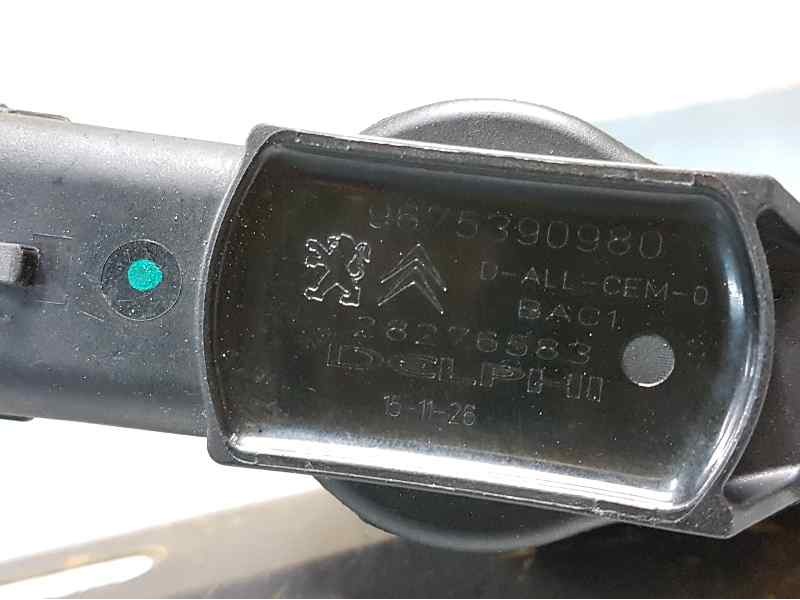 9675390980
D-ALL-CEM-0
BAC1
28276583
DELPHI
15-11-26